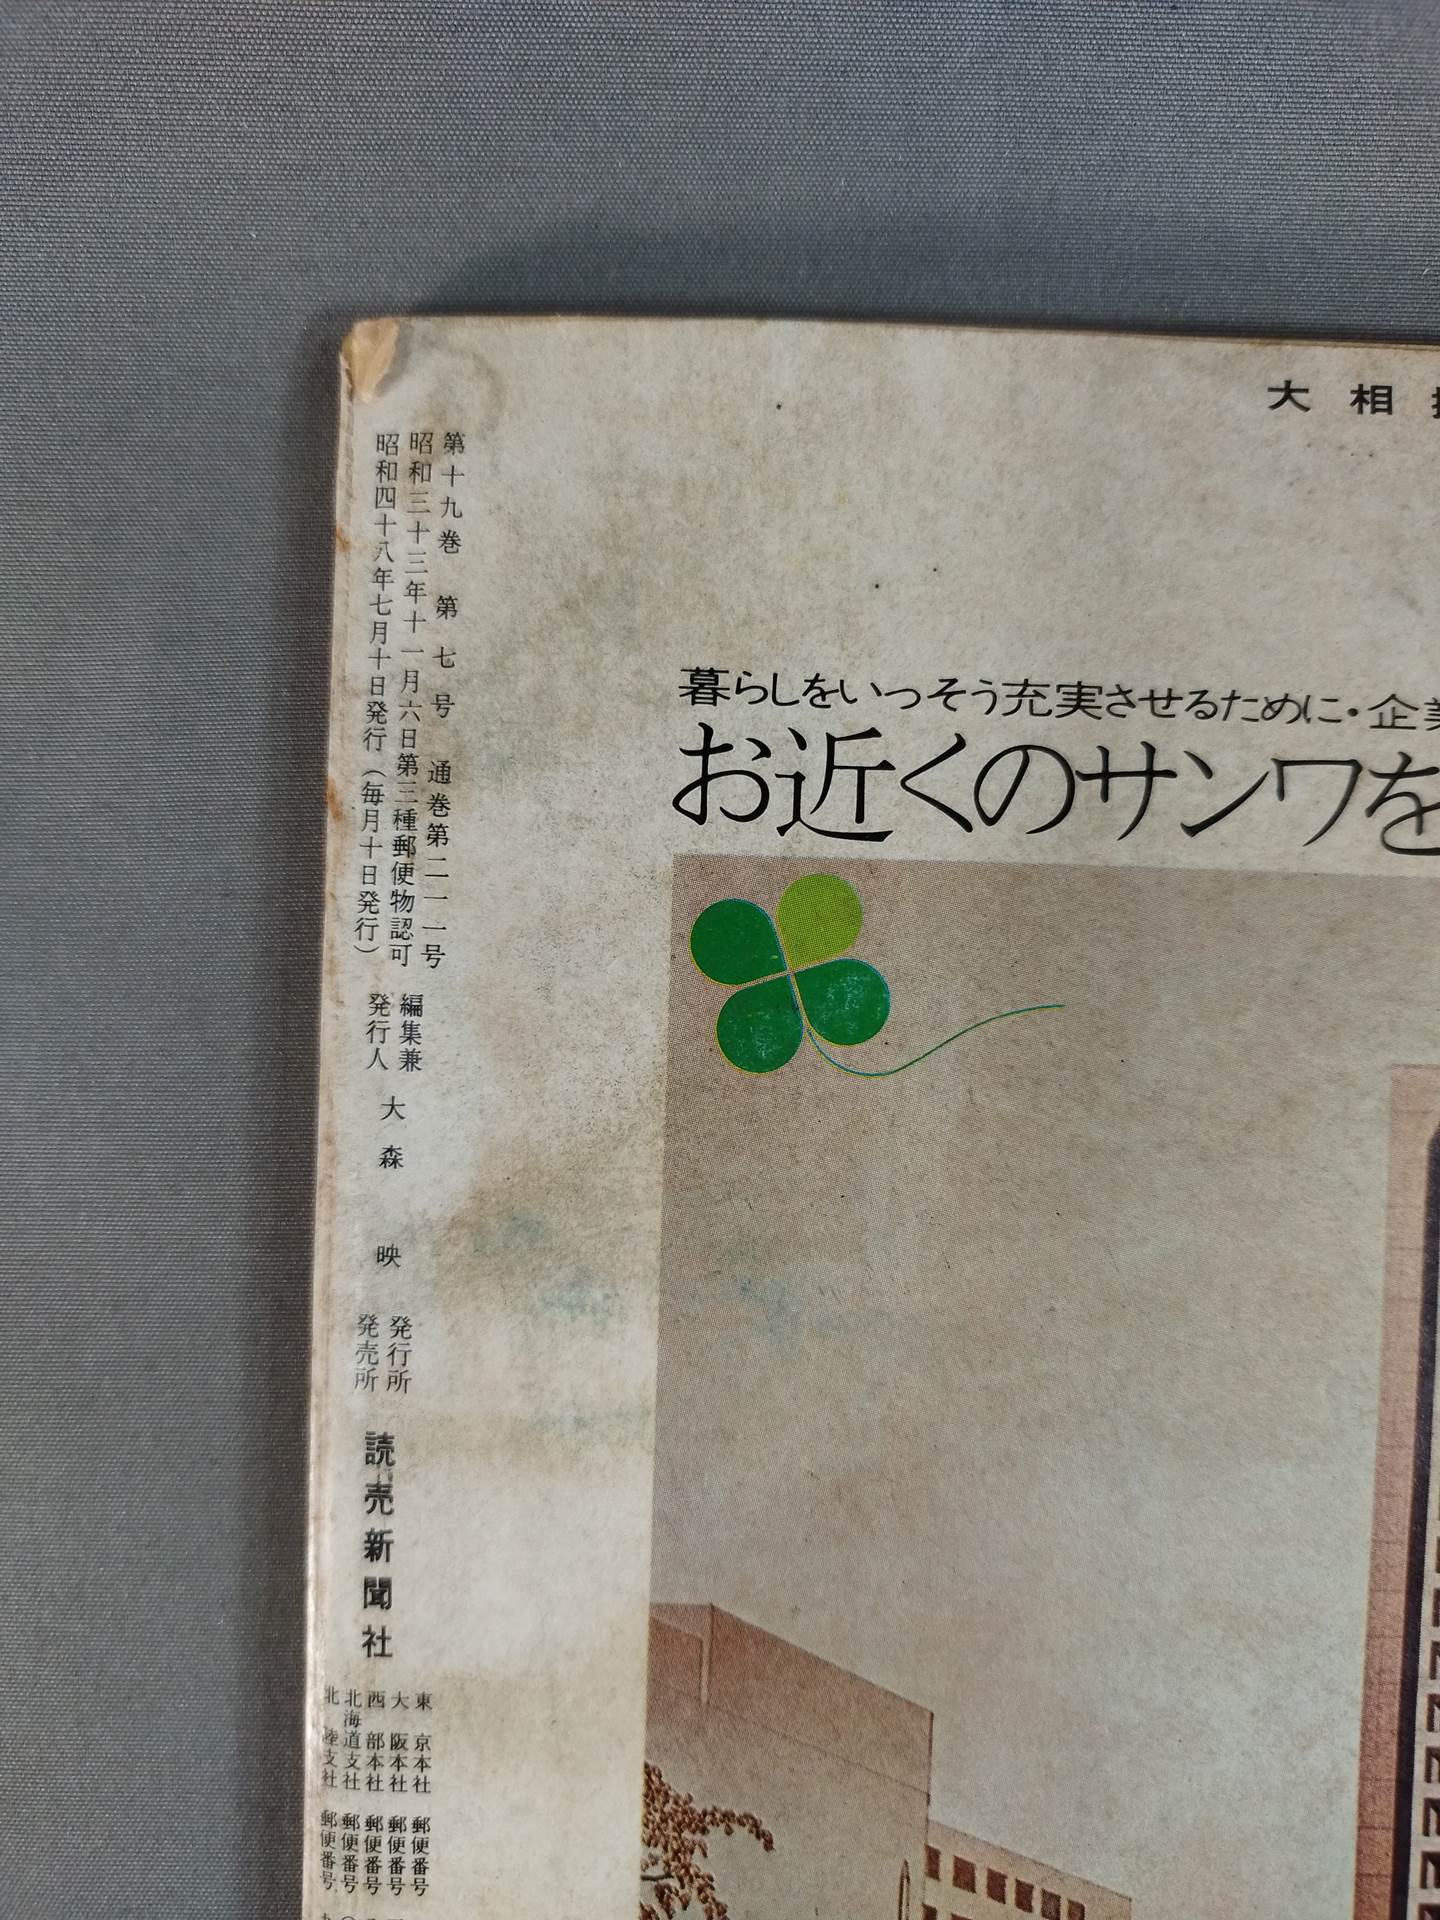 大相
暮らしをいっそう充実させるために・企業
お近くのサンワを
第十九巻 第七号 通巻第二一一号
昭和三十三年十一月六日第三種郵便物認可
昭和四十八年七月十日発行（毎月十日発行）
編集兼
発行人
大森 映
発行所
発売所
読売新聞社
東京本社 郵便番号
大阪本社 郵便番号
西部本社 郵便番号
北海道支社 郵便番号
北陸支社 郵便番号